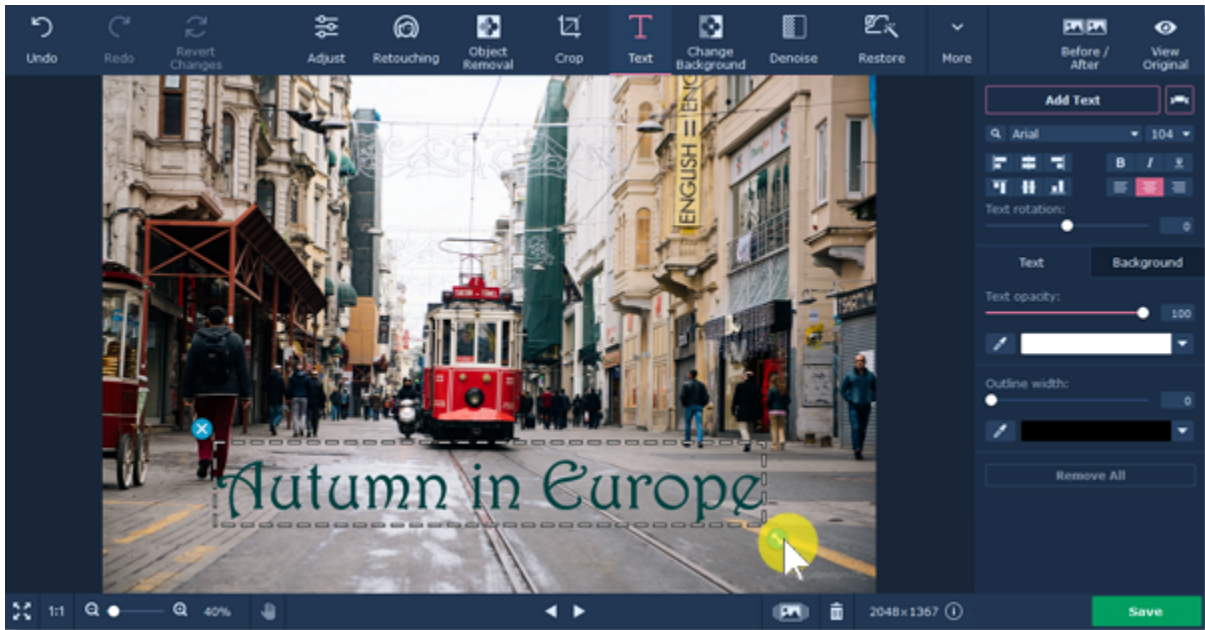 Undo
Redo
Revert Changes
Adjust
Retouching
Object Removal
Crop
Text
Change Background
Denoise
Restore
More
Before / After
View Original
Add Text
Arial
104
B I U
Text rotation:
0
Text
Background
Text opacity:
100
Outline width:
0
Remove All
ENGLISH = ENG
Autumn in Europe
1:1
40%
2048×1367
Save